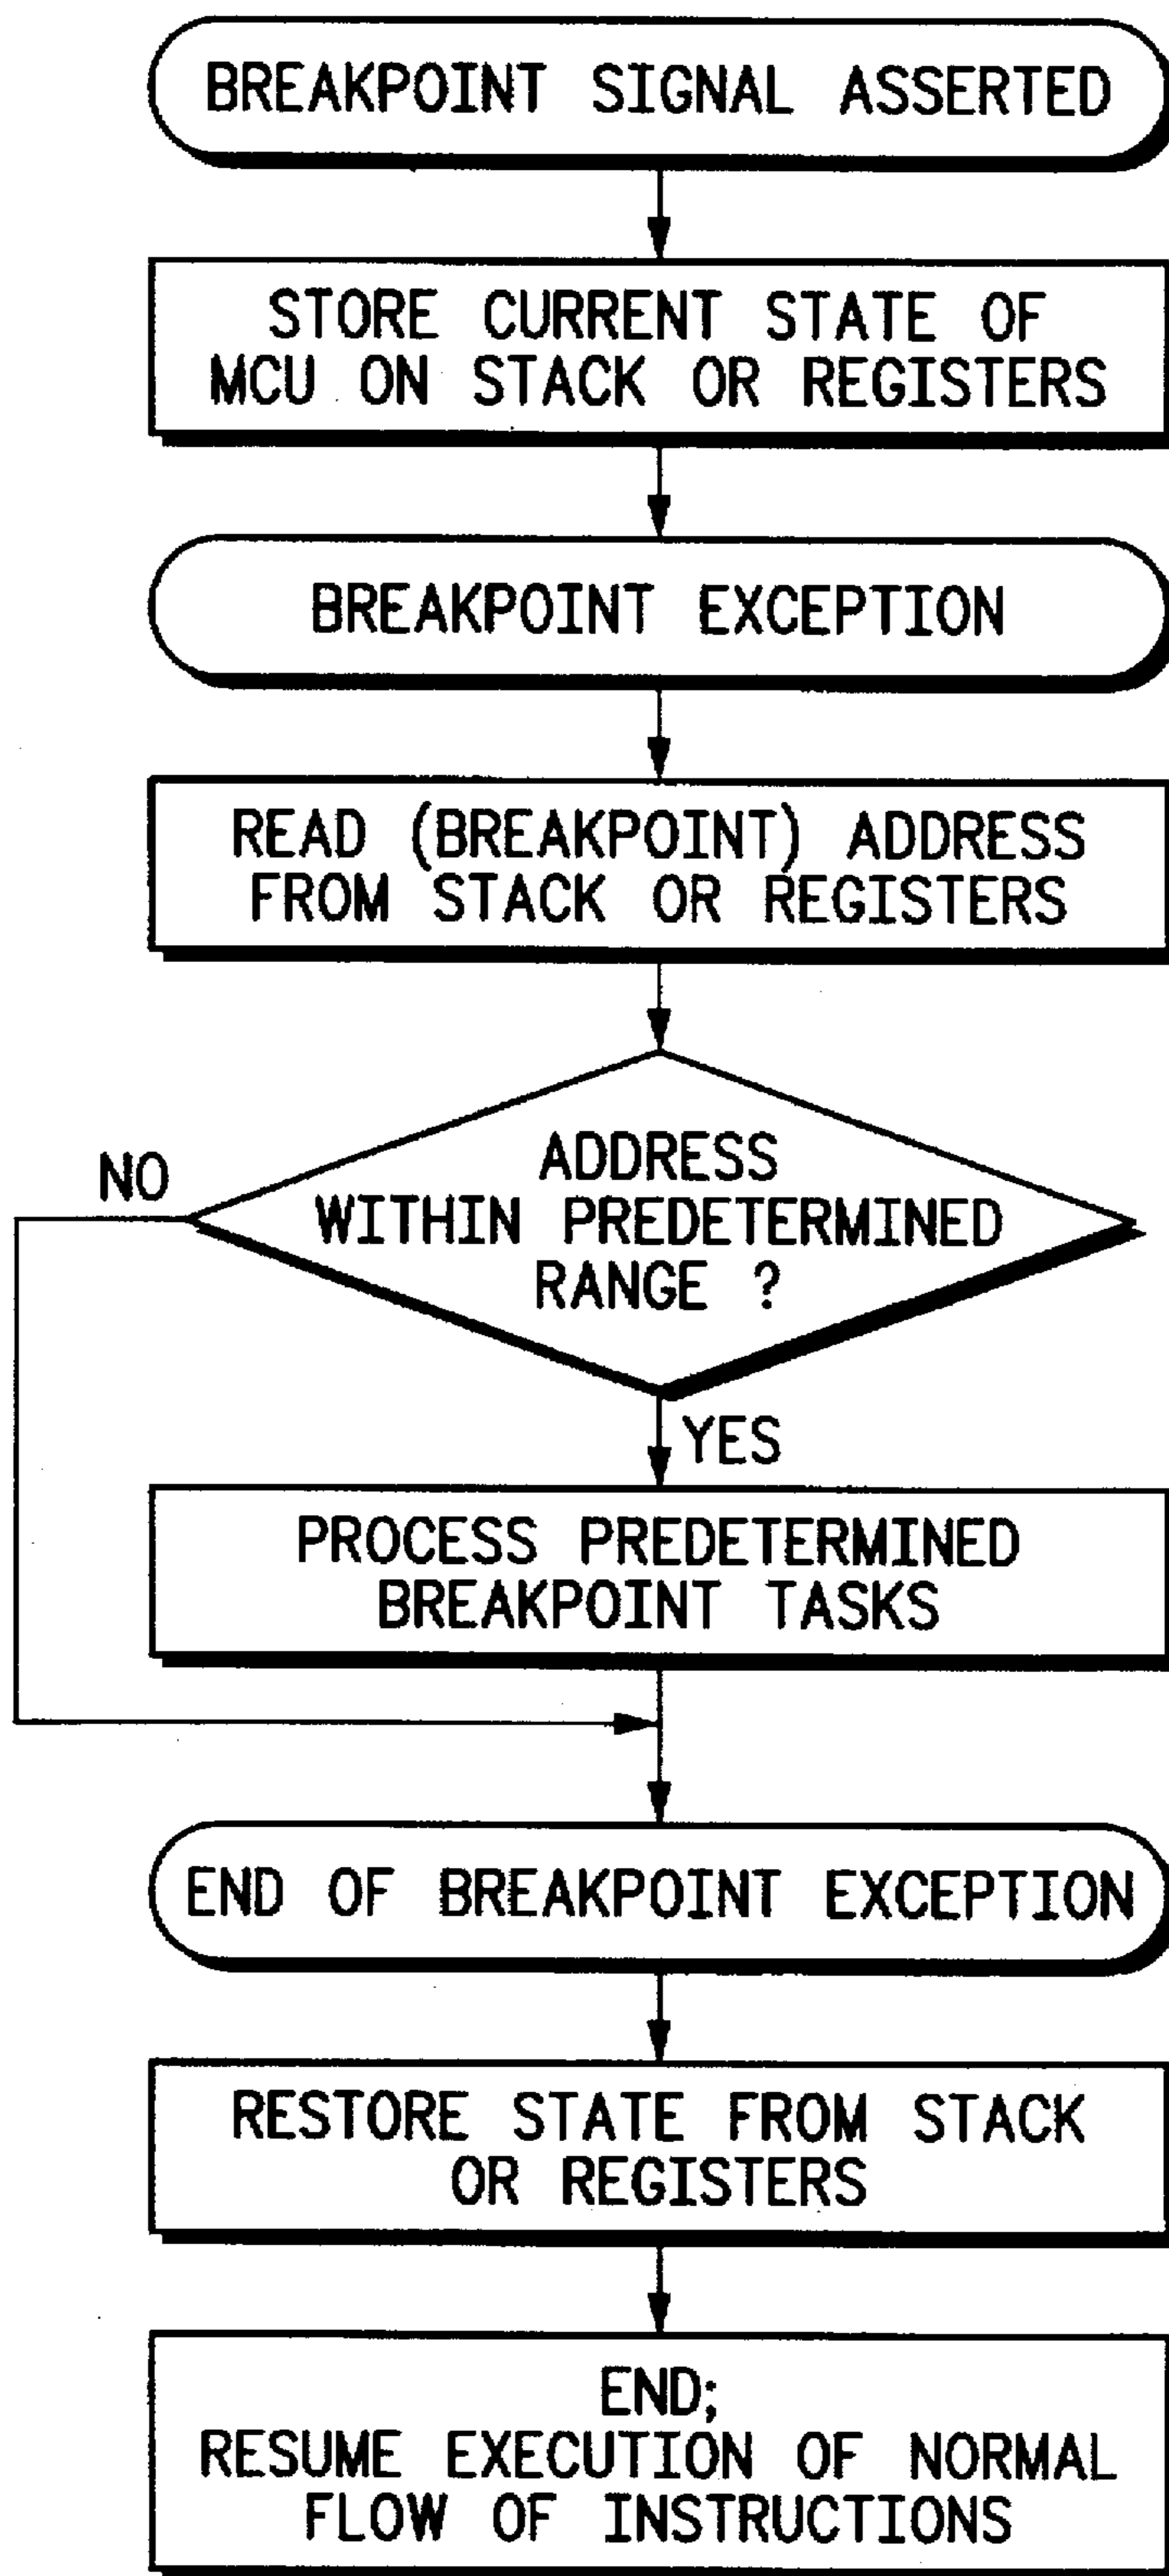 BREAKPOINT SIGNAL ASSERTED
STORE CURRENT STATE OF
MCU ON STACK OR REGISTERS
BREAKPOINT EXCEPTION
READ (BREAKPOINT) ADDRESS
FROM STACK OR REGISTERS
NO
ADDRESS
WITHIN PREDETERMINED
RANGE ?
YES
PROCESS PREDETERMINED
BREAKPOINT TASKS
END OF BREAKPOINT EXCEPTION
RESTORE STATE FROM STACK
OR REGISTERS
END;
RESUME EXECUTION OF NORMAL
FLOW OF INSTRUCTIONS